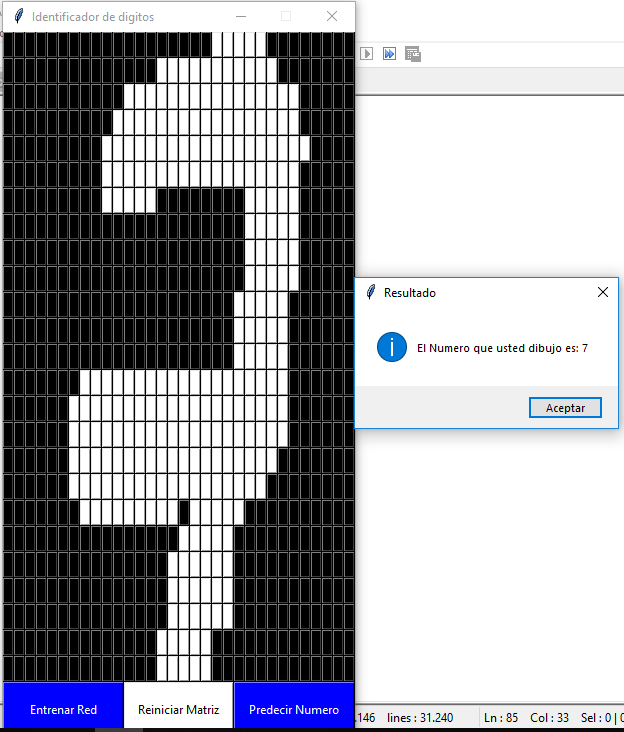 Identificador de digitos
Resultado
El Numero que usted dibujo es: 7
Aceptar
Entrenar Red
Reiniciar Matriz
Predecir Numero
.146 lines : 31.240 Ln : 85 Col : 33 Sel : 0 | 0